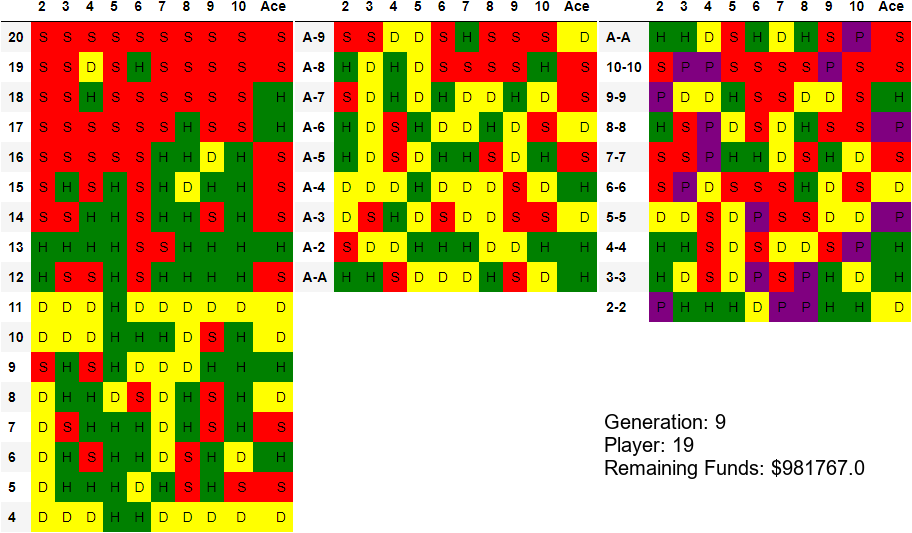 2 3 4 5 6 7 8 9 10 Ace
20 S S S S S S S S S S
19 S S D S H S S S S S
18 S S H S S S S S S H
17 S S S S S S H S S H
16 S S S S S H H D H S
15 S H S H S H D H H S
14 S S H H S H H S H S
13 H H H H S S H H H H
12 H S S H S H H H H S
11 D D D H D D D D D D
10 D D D H H H D S H D
9 S H S H D D D H H H
8 D H H D S D H S H D
7 D S H H H D H S H S
6 D H S H H D S H D H
5 D H H H D H S H S S
4 D D D H H D D D D D
2 3 4 5 6 7 8 9 10 Ace
A-9 S S D D S H S S S D
A-8 H D H D S S S S H S
A-7 S D H D H D D H D S
A-6 H D S H D D H D S D
A-5 H D S D H H S D H S
A-4 D D D H D D D S D H
A-3 D S H D S D D S S D
A-2 S D D H H H D D H H
A-A H H S D D D H S D H
2 3 4 5 6 7 8 9 10 Ace
A-A H H D S H D H S P S
10-10 S P P S S S S P S S
9-9 P D D H S S D D S H
8-8 H S P D S D H S S P
7-7 S S P H H D S H D S
6-6 S P D S S S H D S D
5-5 D D S D P S S D D P
4-4 H H S D S D D S P H
3-3 H D S D P S P H D H
2-2 P H H H D P P H H D
Generation: 9
Player: 19
Remaining Funds: $981767.0